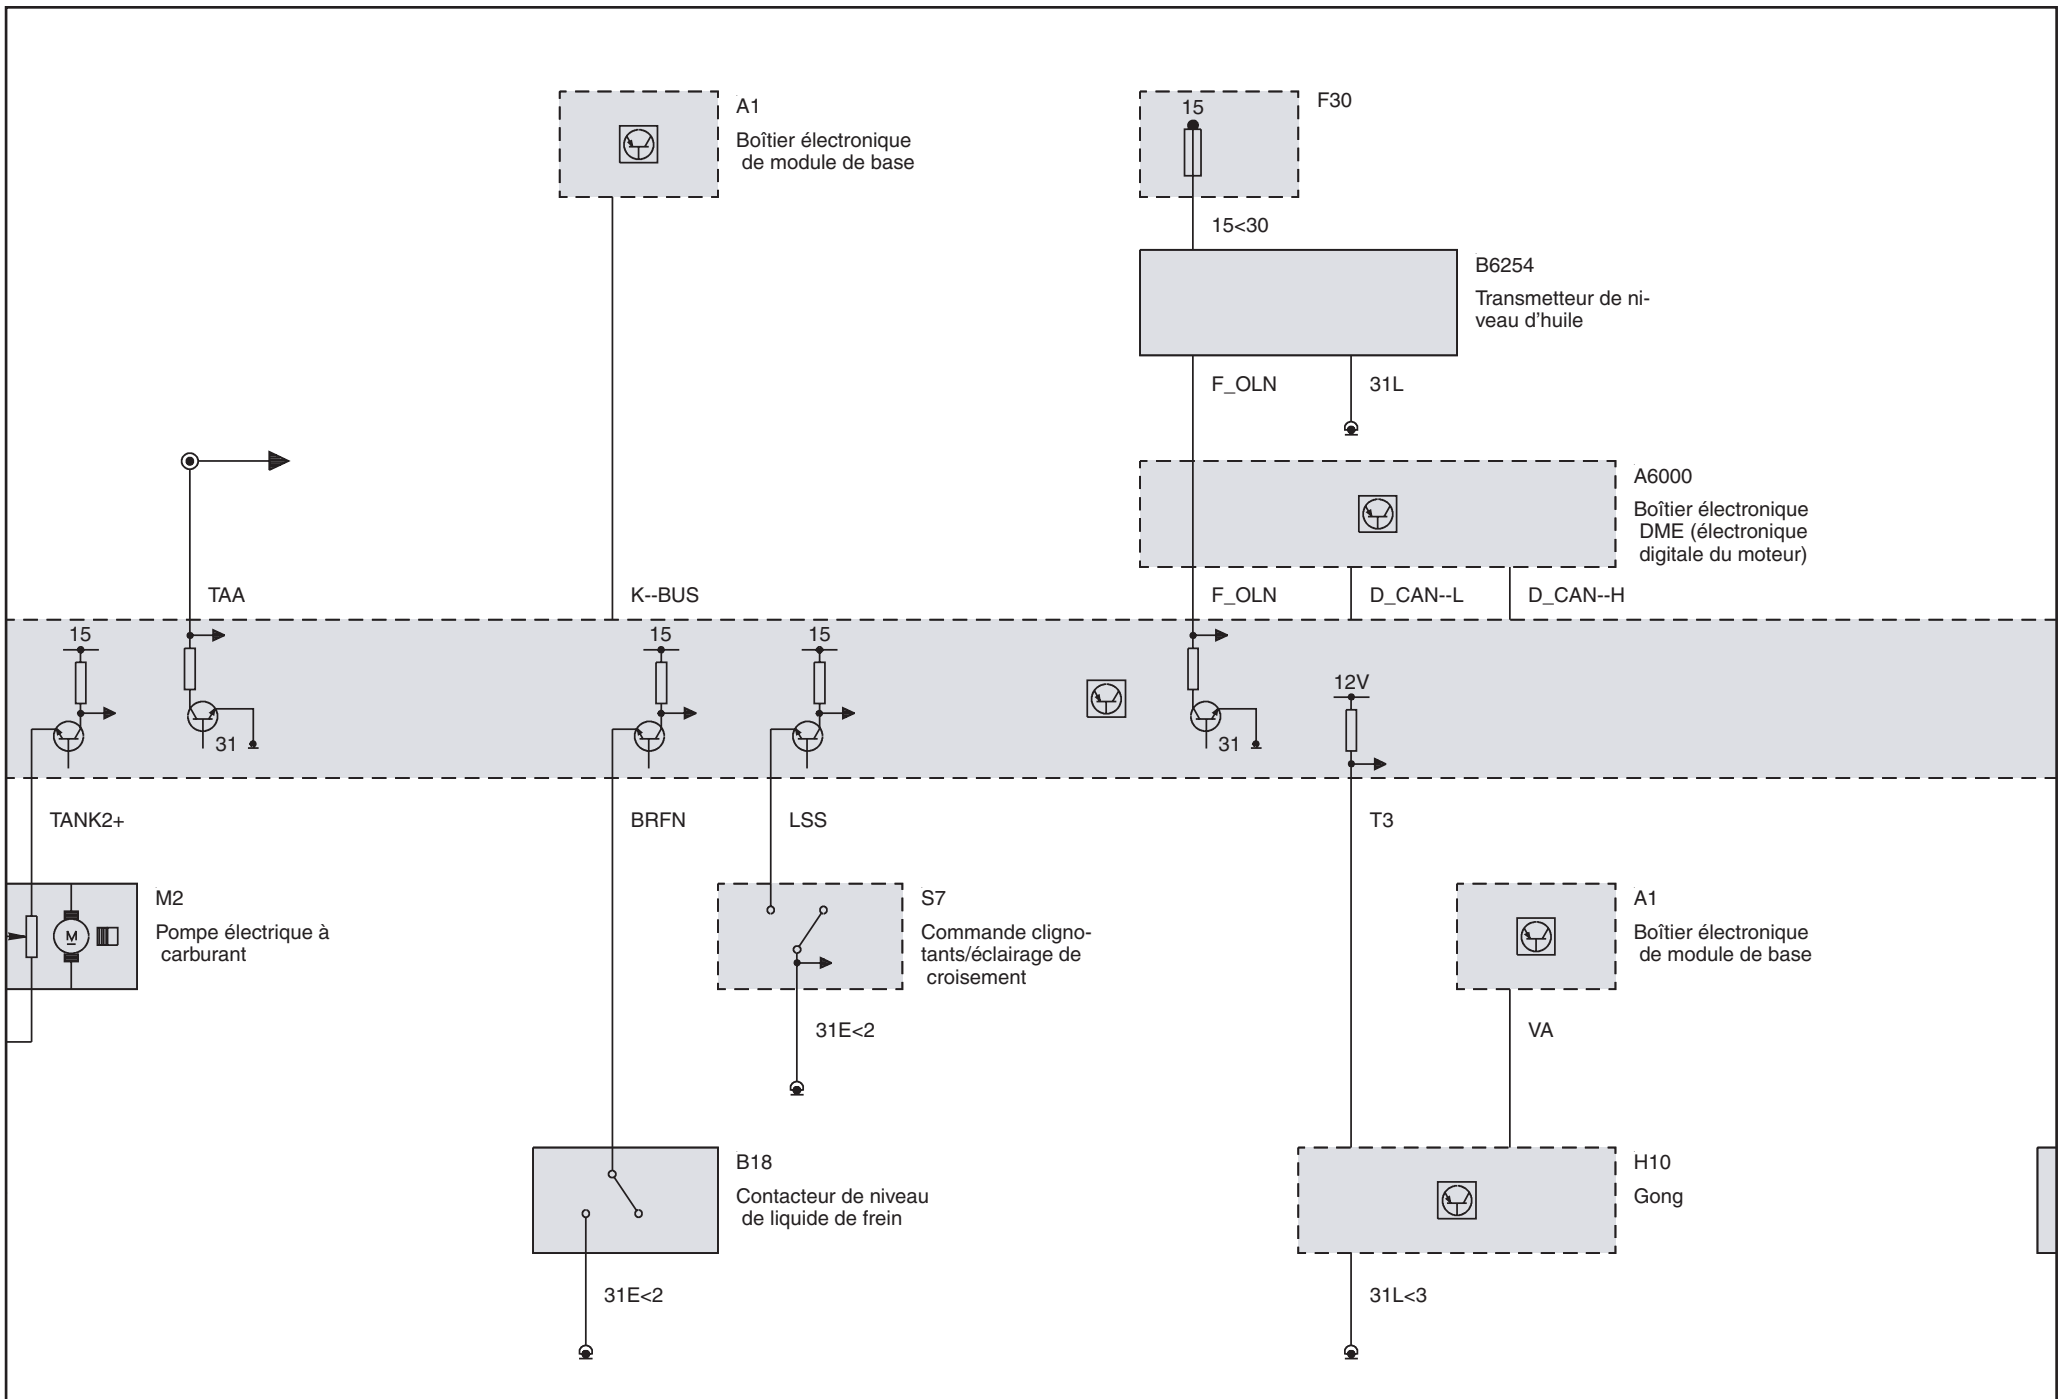 A1
Boîtier électronique
de module de base
15
F30
15<30
B6254
Transmetteur de ni-
veau d'huile
F_OLN
31L
A6000
Boîtier électronique
DME (électronique
digitale du moteur)
TAA
K--BUS
F_OLN
D_CAN--L
D_CAN--H
15
15
15
12V
31
31
TANK2+
BRFN
LSS
T3
M2
Pompe électrique à
carburant
M
S7
Commande cligno-
tants/éclairage de
croisement
A1
Boîtier électronique
de module de base
31E<2
VA
B18
Contacteur de niveau
de liquide de frein
H10
Gong
31E<2
31L<3